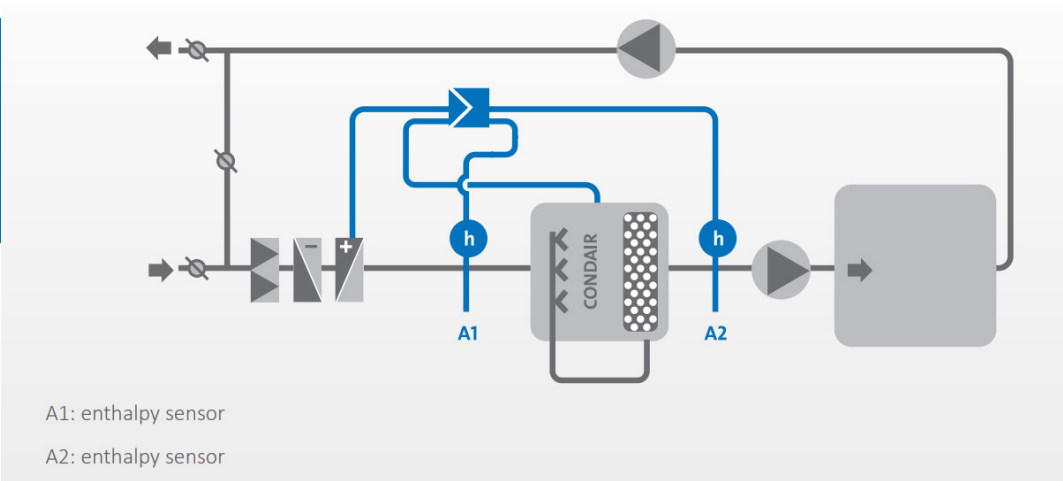 h
h
CONDAIR
A1
A2
A1: enthalpy sensor
A2: enthalpy sensor